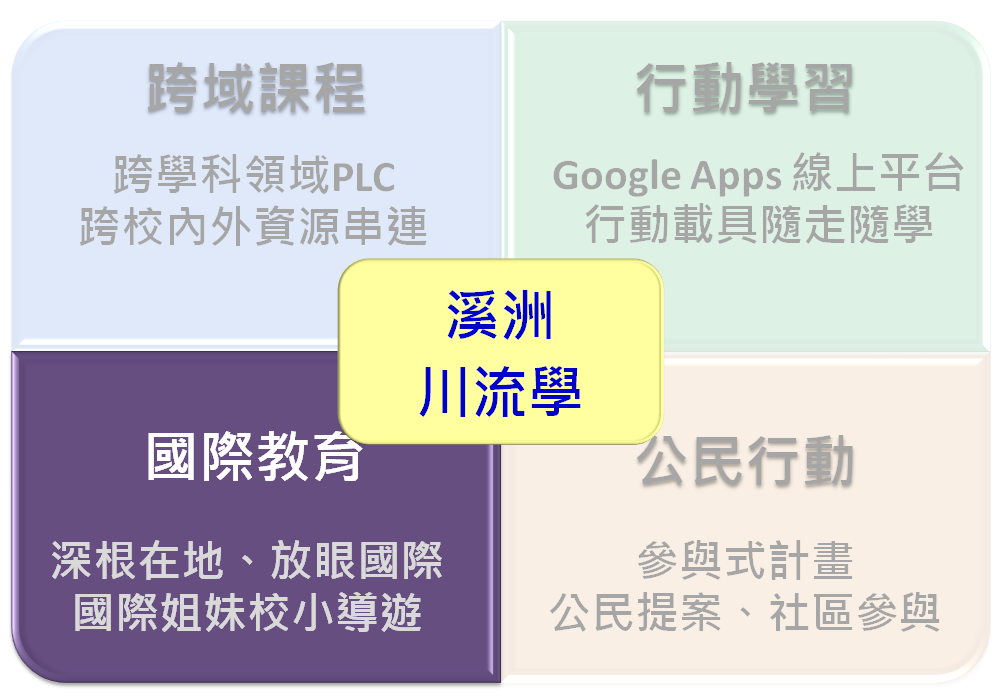 跨域課程
跨學科領域PLC
跨校內外資源串連
行動學習
Google Apps 線上平台
行動載具隨走隨學
溪洲
川流學
國際教育
深根在地、放眼國際
國際姐妹校小導遊
公民行動
參與式計畫
公民提案、社區參與